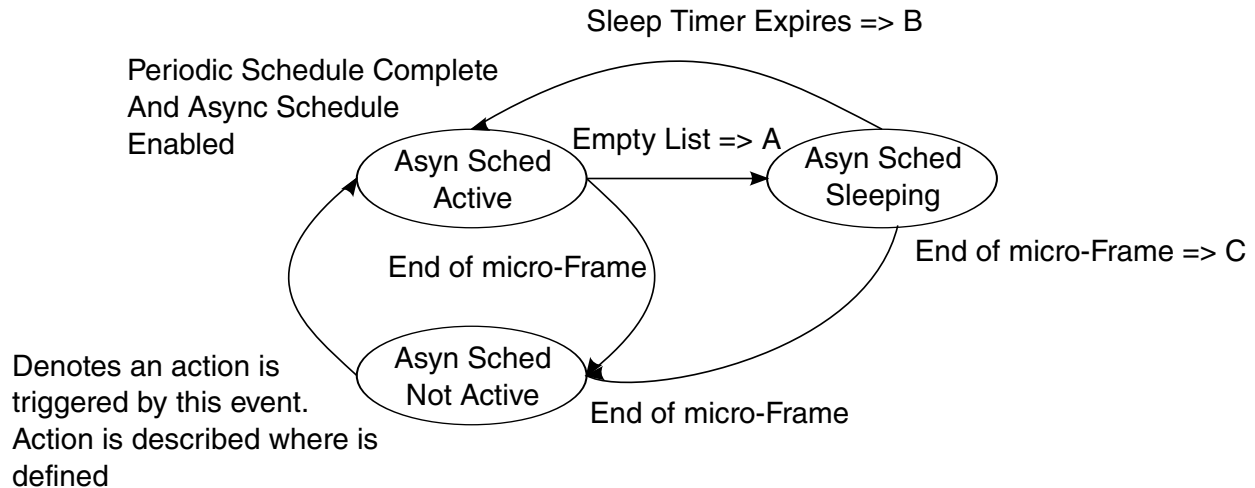 Sleep Timer Expires => B
Periodic Schedule Complete
And Async Schedule
Enabled
Empty List => A
Asyn Sched
Active
Asyn Sched
Sleeping
End of micro-Frame => C
End of micro-Frame
Asyn Sched
Not Active
End of micro-Frame
Denotes an action is
triggered by this event.
Action is described where is
defined